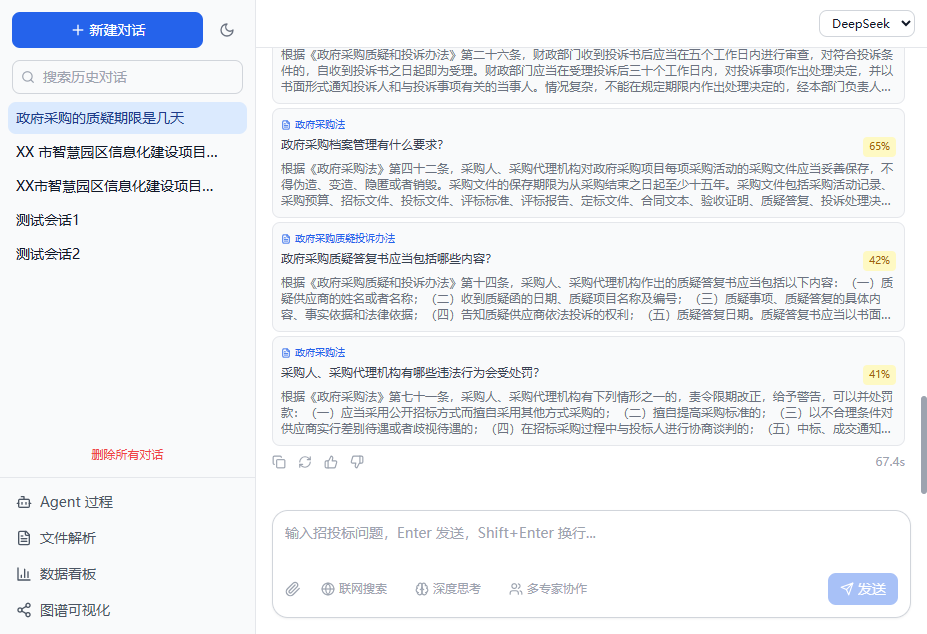 新建对话
搜索历史对话
政府采购的质疑期限是几天
XX 市智慧园区信息化建设项目...
XX市智慧园区信息化建设项目...
测试会话1
测试会话2
删除所有对话
Agent 过程
文件解析
数据看板
图谱可视化
DeepSeek
根据《政府采购质疑和投诉办法》第二十六条，财政部门收到投诉书后应当在五个工作日内进行审查，对符合投诉条
件的，自收到投诉书之日起即为受理。财政部门应当在受理投诉后三十个工作日内，对投诉事项作出处理决定，并以
书面形式通知投诉人和与投诉事项有关的当事人。情况复杂，不能在规定期限内作出处理决定的，经本部门负责人...
政府采购法
政府采购档案管理有什么要求?
65%
根据《政府采购法》第四十二条，采购人、采购代理机构对政府采购项目每项采购活动的采购文件应当妥善保存，不
得伪造、变造、隐匿或者销毁。采购文件的保存期限为从采购结束之日起至少十五年。采购文件包括采购活动记录、
采购预算、招标文件、投标文件、评标标准、评标报告、定标文件、合同文本、验收证明、质疑答复、投诉处理决...
政府采购质疑投诉办法
政府采购质疑答复书应当包括哪些内容?
42%
根据《政府采购质疑和投诉办法》第十四条，采购人、采购代理机构作出的质疑答复书应当包括以下内容：（一）质
疑供应商的姓名或者名称；（二）收到质疑函的日期、质疑项目名称及编号；（三）质疑事项、质疑答复的具体内
容、事实依据和法律依据；（四）告知质疑供应商依法投诉的权利；（五）质疑答复日期。质疑答复书应当以书面...
政府采购法
采购人、采购代理机构有哪些违法行为会受处罚?
41%
根据《政府采购法》第七十一条，采购人、采购代理机构有下列情形之一的，责令限期改正，给予警告，可以并处罚
款：（一）应当采用公开招标方式而擅自采用其他方式采购的；（二）擅自提高采购标准的；（三）以不合理条件对
供应商实行差别待遇或者歧视待遇的；（四）在招标采购过程中与投标人进行协商谈判的；（五）中标、成交通知...
67.4s
输入招投标问题，Enter 发送，Shift+Enter 换行...
联网搜索
深度思考
多专家协作
发送